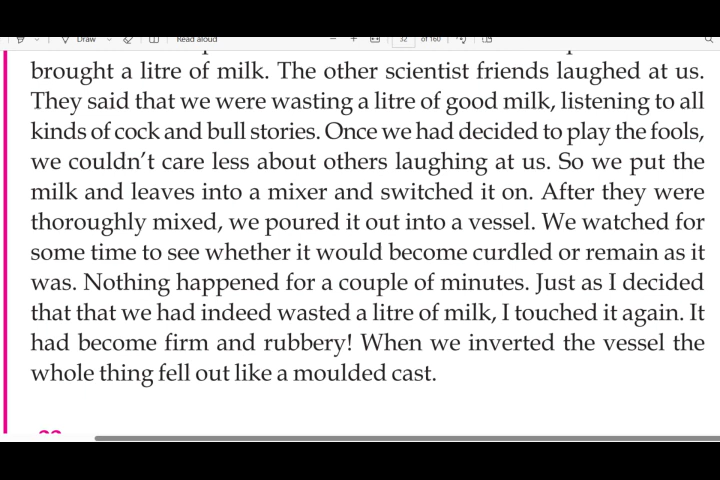 Draw
Read aloud
32 of 160
brought a litre of milk. The other scientist friends laughed at us.
They said that we were wasting a litre of good milk, listening to all
kinds of cock and bull stories. Once we had decided to play the fools,
we couldn't care less about others laughing at us. So we put the
milk and leaves into a mixer and switched it on. After they were
thoroughly mixed, we poured it out into a vessel. We watched for
some time to see whether it would become curdled or remain as it
was. Nothing happened for a couple of minutes. Just as I decided
that that we had indeed wasted a litre of milk, I touched it again. It
had become firm and rubbery! When we inverted the vessel the
whole thing fell out like a moulded cast.